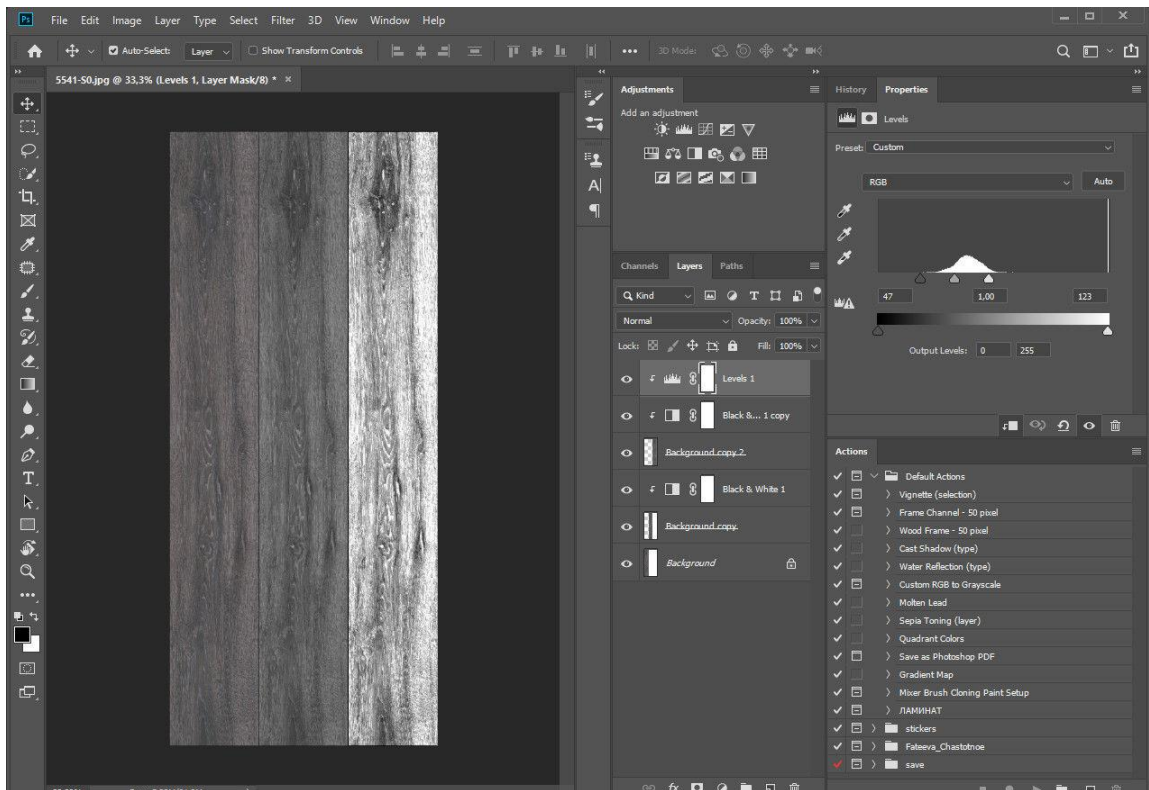 Ps File Edit Image Layer Type Select Filter 3D View Window Help
Auto-Select: Layer Show Transform Controls 3D Mode:
5541-S0.jpg @ 33,3% (Levels 1, Layer Mask/8) * ×
Adjustments
Add an adjustment
Channels Layers Paths
Kind
Normal Opacity: 100%
Lock: Fill: 100%
Levels 1
Black &... 1 copy
Background copy 2
Black & White 1
Background copy
Background
fx
History Properties
Levels
Preset: Custom
RGB Auto
47 1,00 123
Output Levels: 0 255
Actions
Default Actions
Vignette (selection)
Frame Channel - 50 pixel
Wood Frame - 50 pixel
Cast Shadow (type)
Water Reflection (type)
Custom RGB to Grayscale
Molten Lead
Sepia Toning (layer)
Quadrant Colors
Save as Photoshop PDF
Gradient Map
Mixer Brush Cloning Paint Setup
ЛАМИНАТ
stickers
Fateeva_Chastotnoe
save